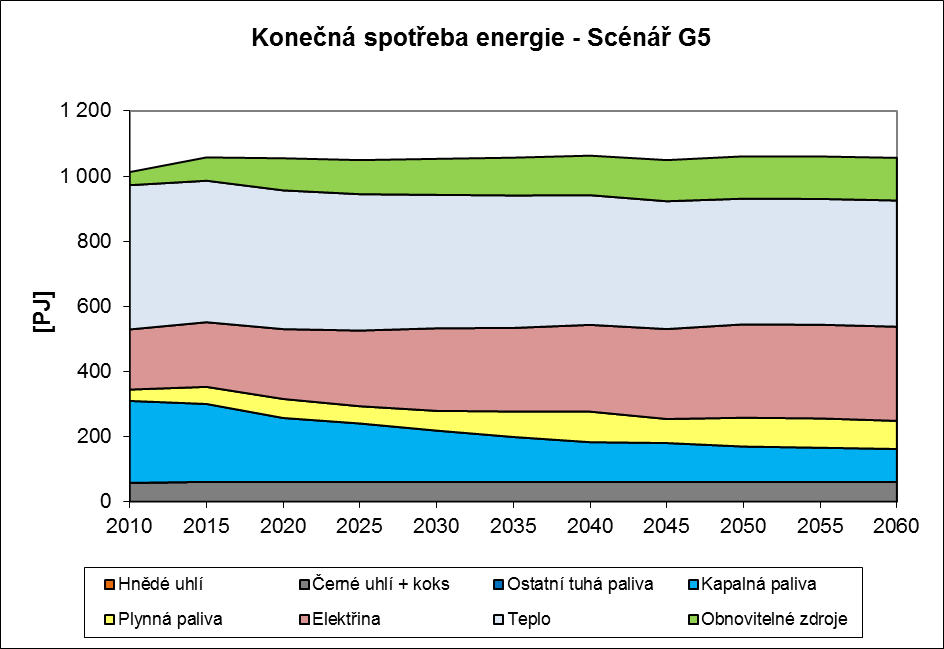 Konečná spotřeba energie - Scénář G5
[PJ]
1 200
1 000
800
600
400
200
0
2010 2015 2020 2025 2030 2035 2040 2045 2050 2055 2060
Hnědé uhlí Černé uhlí + koks Ostatní tuhá paliva Kapalná paliva
Plynná paliva Elektřina Teplo Obnovitelné zdroje